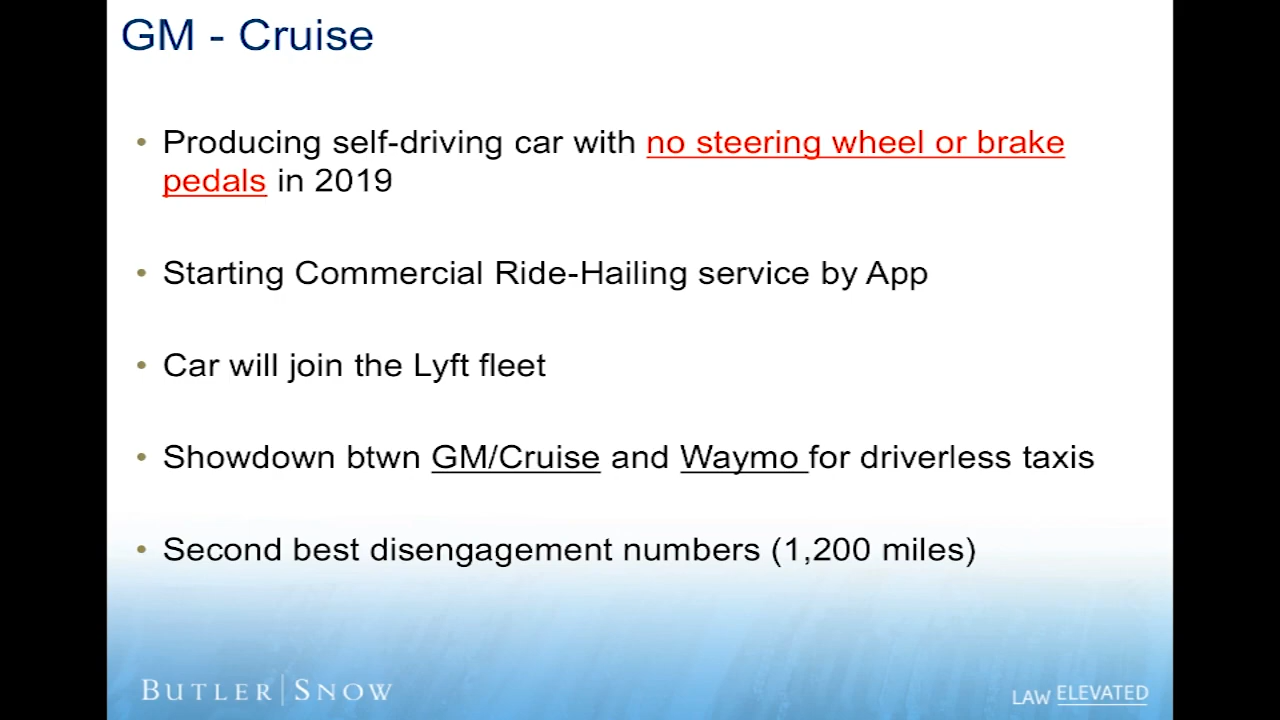 GM - Cruise
• Producing self-driving car with no steering wheel or brake
pedals in 2019
• Starting Commercial Ride-Hailing service by App
• Car will join the Lyft fleet
• Showdown btwn GM/Cruise and Waymo for driverless taxis
• Second best disengagement numbers (1,200 miles)
BUTLER | SNOW
LAW ELEVATED